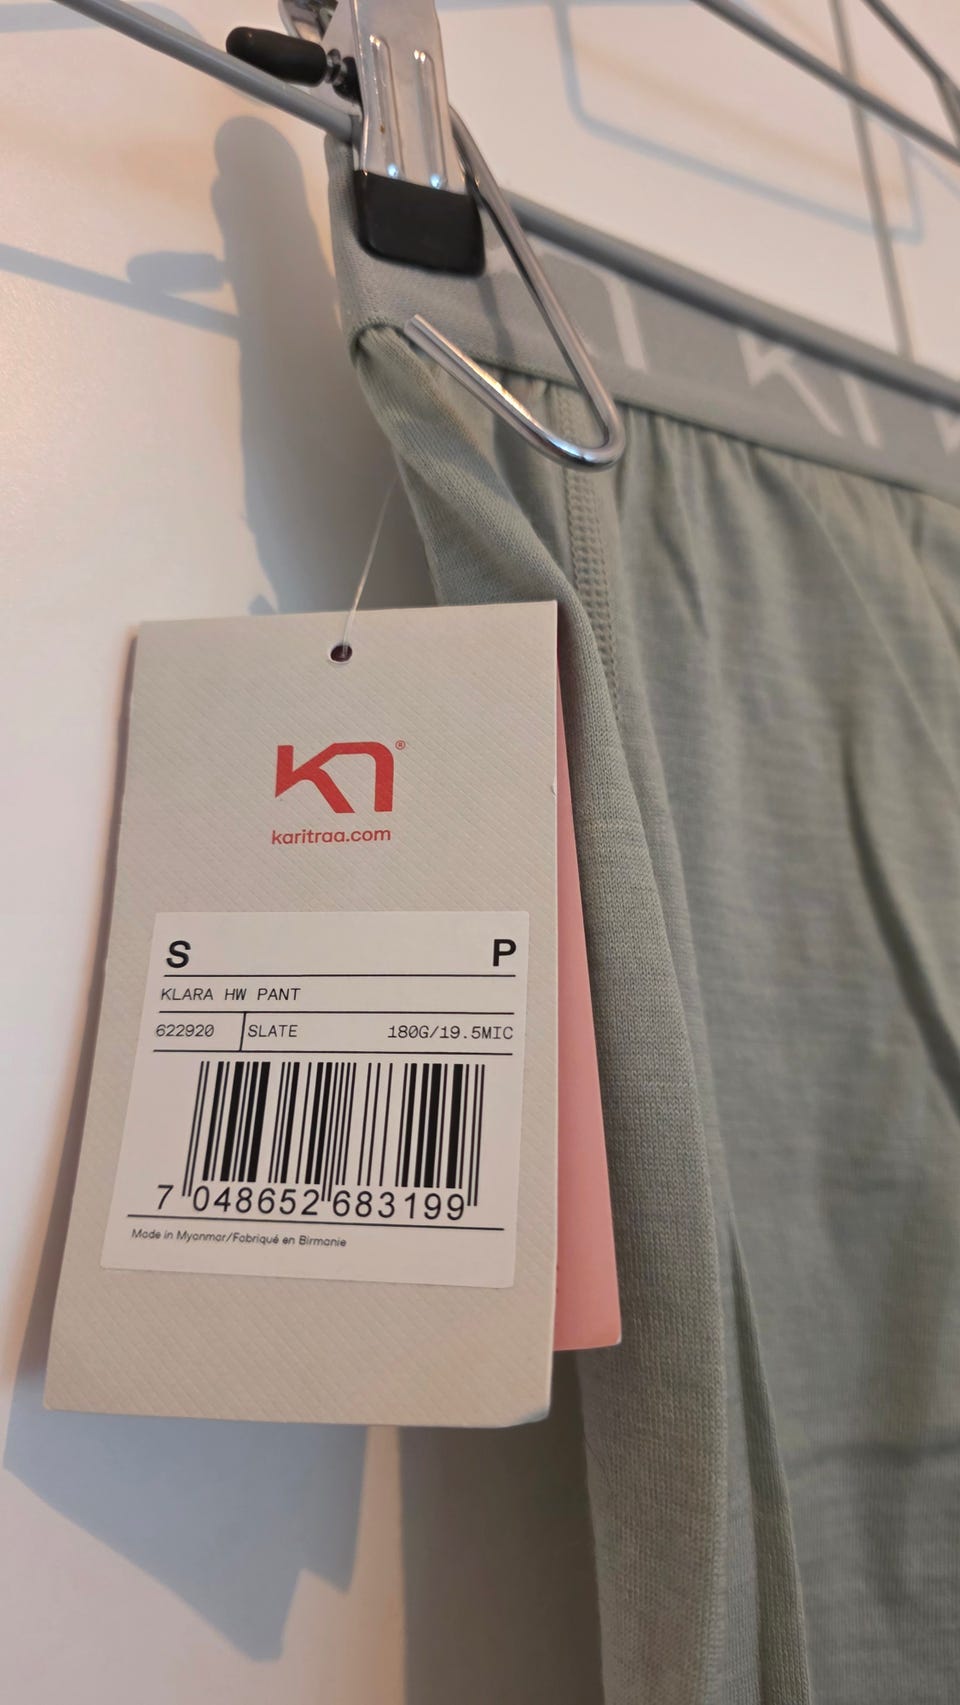 ®
karitraa.com
S P
KLARA HW PANT
622920 SLATE 180G/19.5MIC
7 048652 683199
Made in Myanmar/Fabriqué en Birmanie